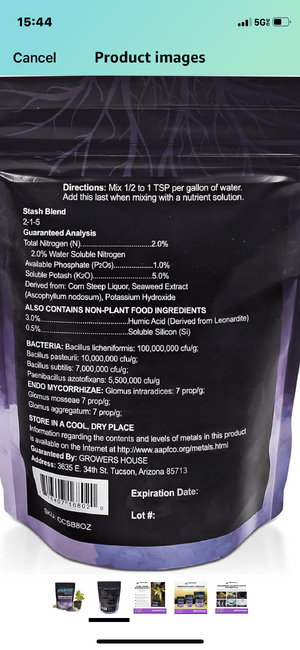 15:44
5G
Cancel
Product images
Directions: Mix 1/2 to 1 TSP per gallon of water.
Add this last when mixing with a nutrient solution.
Stash Blend
2-1-5
Guaranteed Analysis
Total Nitrogen (N)..............................2.0%
2.0% Water Soluble Nitrogen
Available Phosphate (P2O5)................1.0%
Soluble Potash (K2O)..........................5.0%
Derived from: Corn Steep Liquor, Seaweed Extract
(Ascophyllum nodosum), Potassium Hydroxide
ALSO CONTAINS NON-PLANT FOOD INGREDIENTS
3.0%..............................Humic Acid (Derived from Leonardite)
0.5%..............................Soluble Silicon (Si)
BACTERIA: Bacillus licheniformis: 100,000,000 cfu/g;
Bacillus pasteurii: 10,000,000 cfu/g;
Bacillus subtilis: 7,000,000 cfu/g;
Paenibacillus azotofixans: 5,500,000 cfu/g
ENDO MYCORRHIZAE: Glomus intraradices: 7 prop/g;
Glomus mosseae 7 prop/g;
Glomus aggregatum: 7 prop/g;
STORE IN A COOL, DRY PLACE
Information regarding the contents and levels of metals in this product
is available on the Internet at http://www.aapfco.org/metals.html
Guaranteed By: GROWERS HOUSE
Address: 3635 E. 34th St. Tucson, Arizona 85713
Expiration Date:
Lot #:
SKU: CCSB8OZ